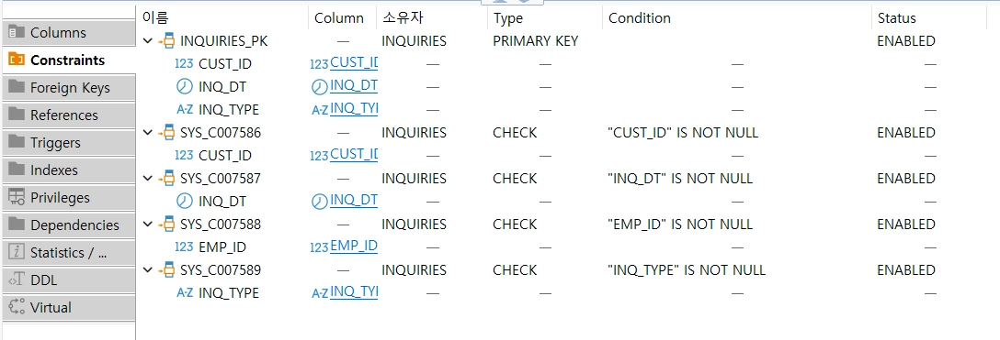 이름 Column 소유자 Type Condition Status
Columns
INQUIRIES_PK — INQUIRIES PRIMARY KEY ENABLED
Constraints
123 CUST_ID 123 CUST_ID — — — —
Foreign Keys
INQ_DT INQ_DT — — — —
References
A-Z INQ_TYPE A-Z INQ_TYI — — — —
Triggers
SYS_C007586 — INQUIRIES CHECK "CUST_ID" IS NOT NULL ENABLED
123 CUST_ID 123 CUST_ID — — — —
Indexes
SYS_C007587 — INQUIRIES CHECK "INQ_DT" IS NOT NULL ENABLED
Privileges
INQ_DT INQ_DT — — — —
Dependencies
SYS_C007588 — INQUIRIES CHECK "EMP_ID" IS NOT NULL ENABLED
Statistics / ...
123 EMP_ID 123 EMP_ID — — — —
DDL
SYS_C007589 — INQUIRIES CHECK "INQ_TYPE" IS NOT NULL ENABLED
Virtual
A-Z INQ_TYPE A-Z INQ_TYI — — — —